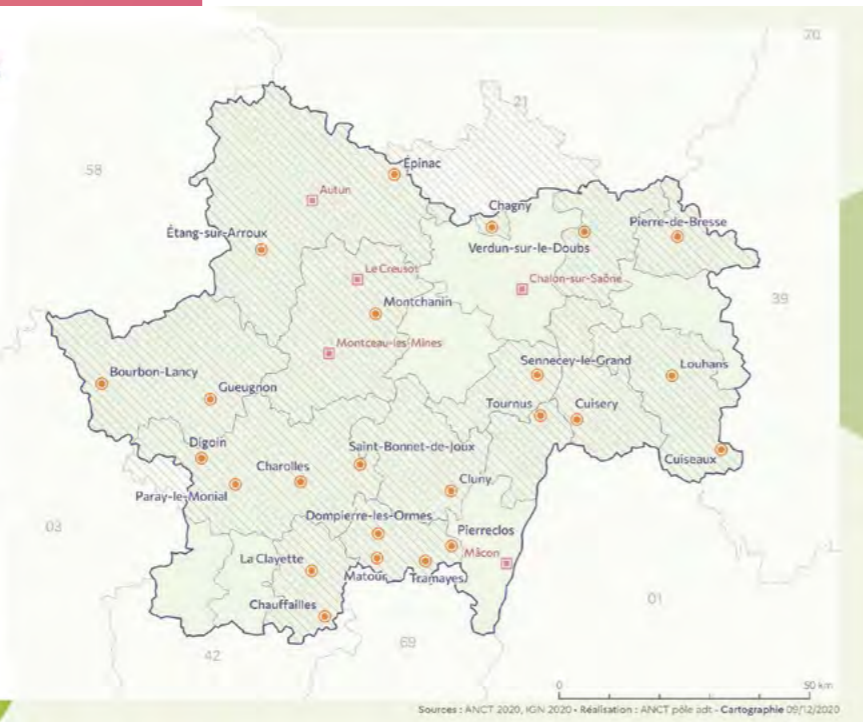 70
21
58
Épinac
Autun
Chagny
Pierre-de-Bresse
Étang-sur-Arroux
Verdun-sur-le-Doubs
Le Creusot
Chalon-sur-Saône
39
Montchanin
Montceau-les-Mines
Sennecey-le-Grand
Louhans
Bourbon-Lancy
Gueugnon
Tournus
Cuisery
Digoin
Saint-Bonnet-de-Joux
Charolles
Cuiseaux
Cluny
Paray-le-Monial
Dompierre-les-Ormes
03
Pierreclos
La Clayette
Mâcon
Matour
Tramayes
Chauffailles
01
69
42
0
50 km
Sources : ANCT 2020, IGN 2020 - Réalisation : ANCT pôle adt - Cartographie 09/12/2020